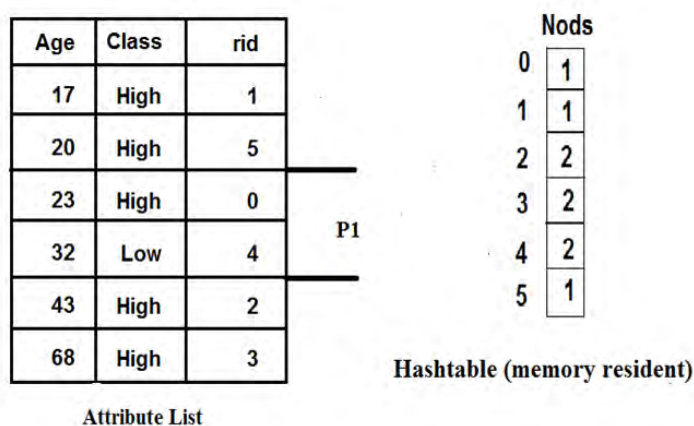 Age Class rid
17 High 1
20 High 5
23 High 0
32 Low 4
43 High 2
68 High 3
Attribute List
P1
Nods
0 1
1 1
2 2
3 2
4 2
5 1
Hashtable (memory resident)